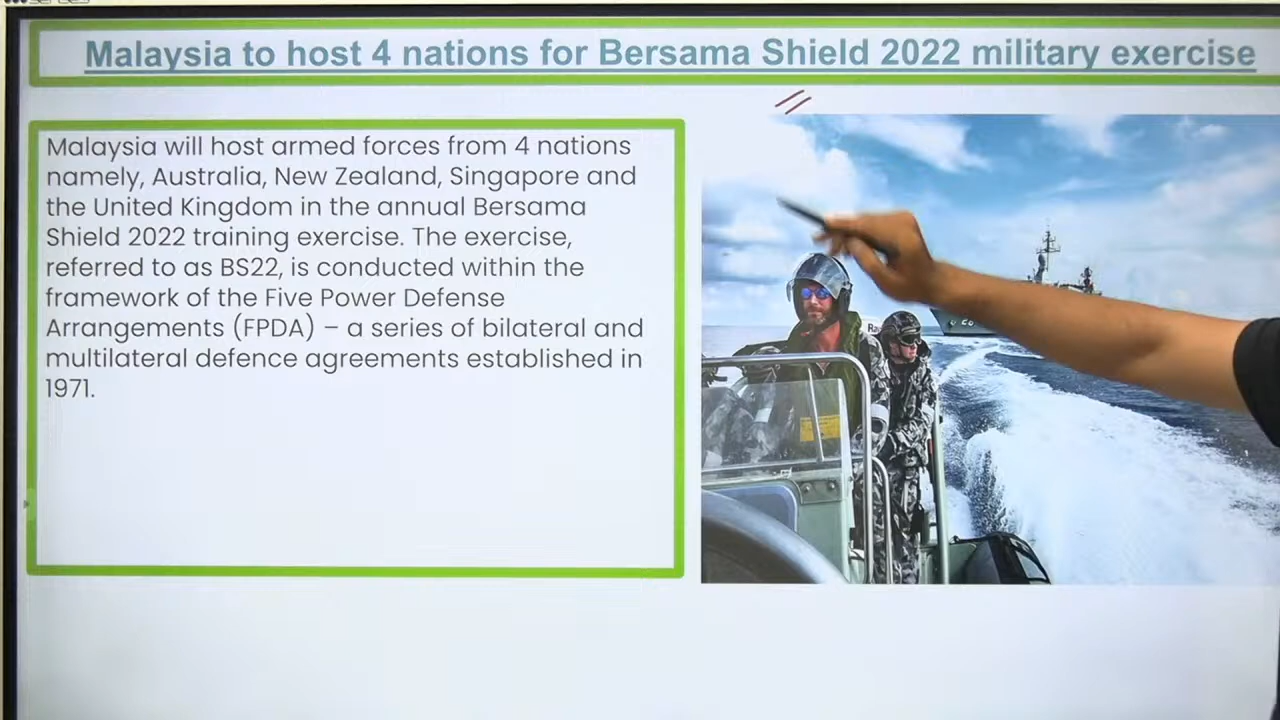 Malaysia to host 4 nations for Bersama Shield 2022 military exercise
Malaysia will host armed forces from 4 nations
namely, Australia, New Zealand, Singapore and
the United Kingdom in the annual Bersama
Shield 2022 training exercise. The exercise,
referred to as BS22, is conducted within the
framework of the Five Power Defense
Arrangements (FPDA) – a series of bilateral and
multilateral defence agreements established in
1971.